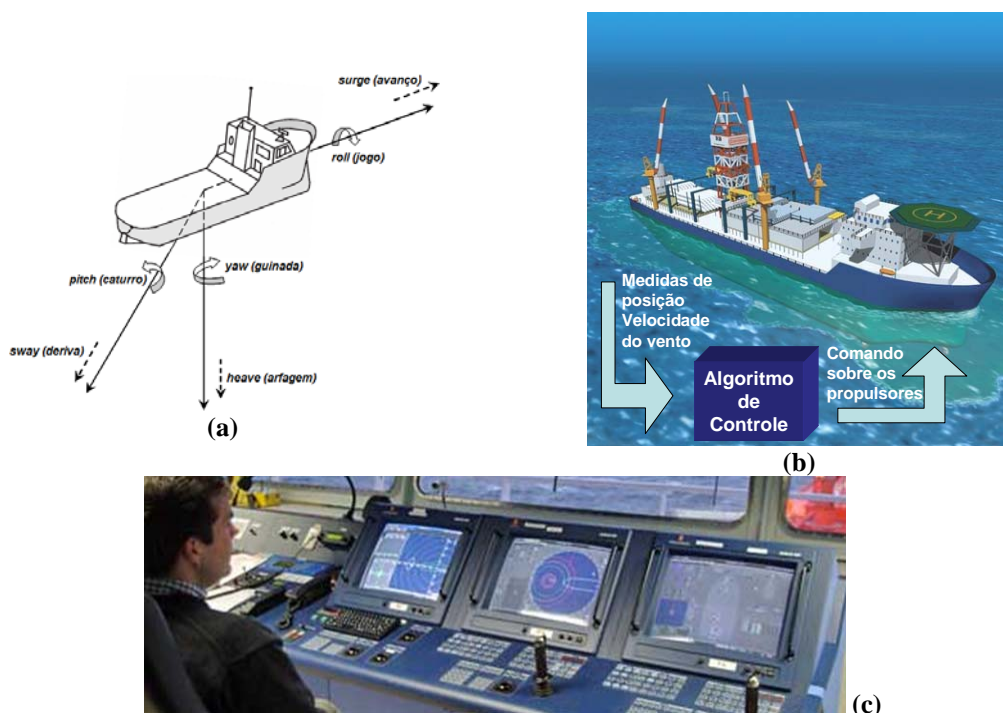 surge (avanço)
roll (jogo)
yaw (guinada)
pitch (caturro)
sway (deriva)
heave (arfagem)
(a)
H
Medidas de
posição
Velocidade
do vento
Algoritmo
de
Controle
Comando
sobre os
propulsores
(b)
(c)